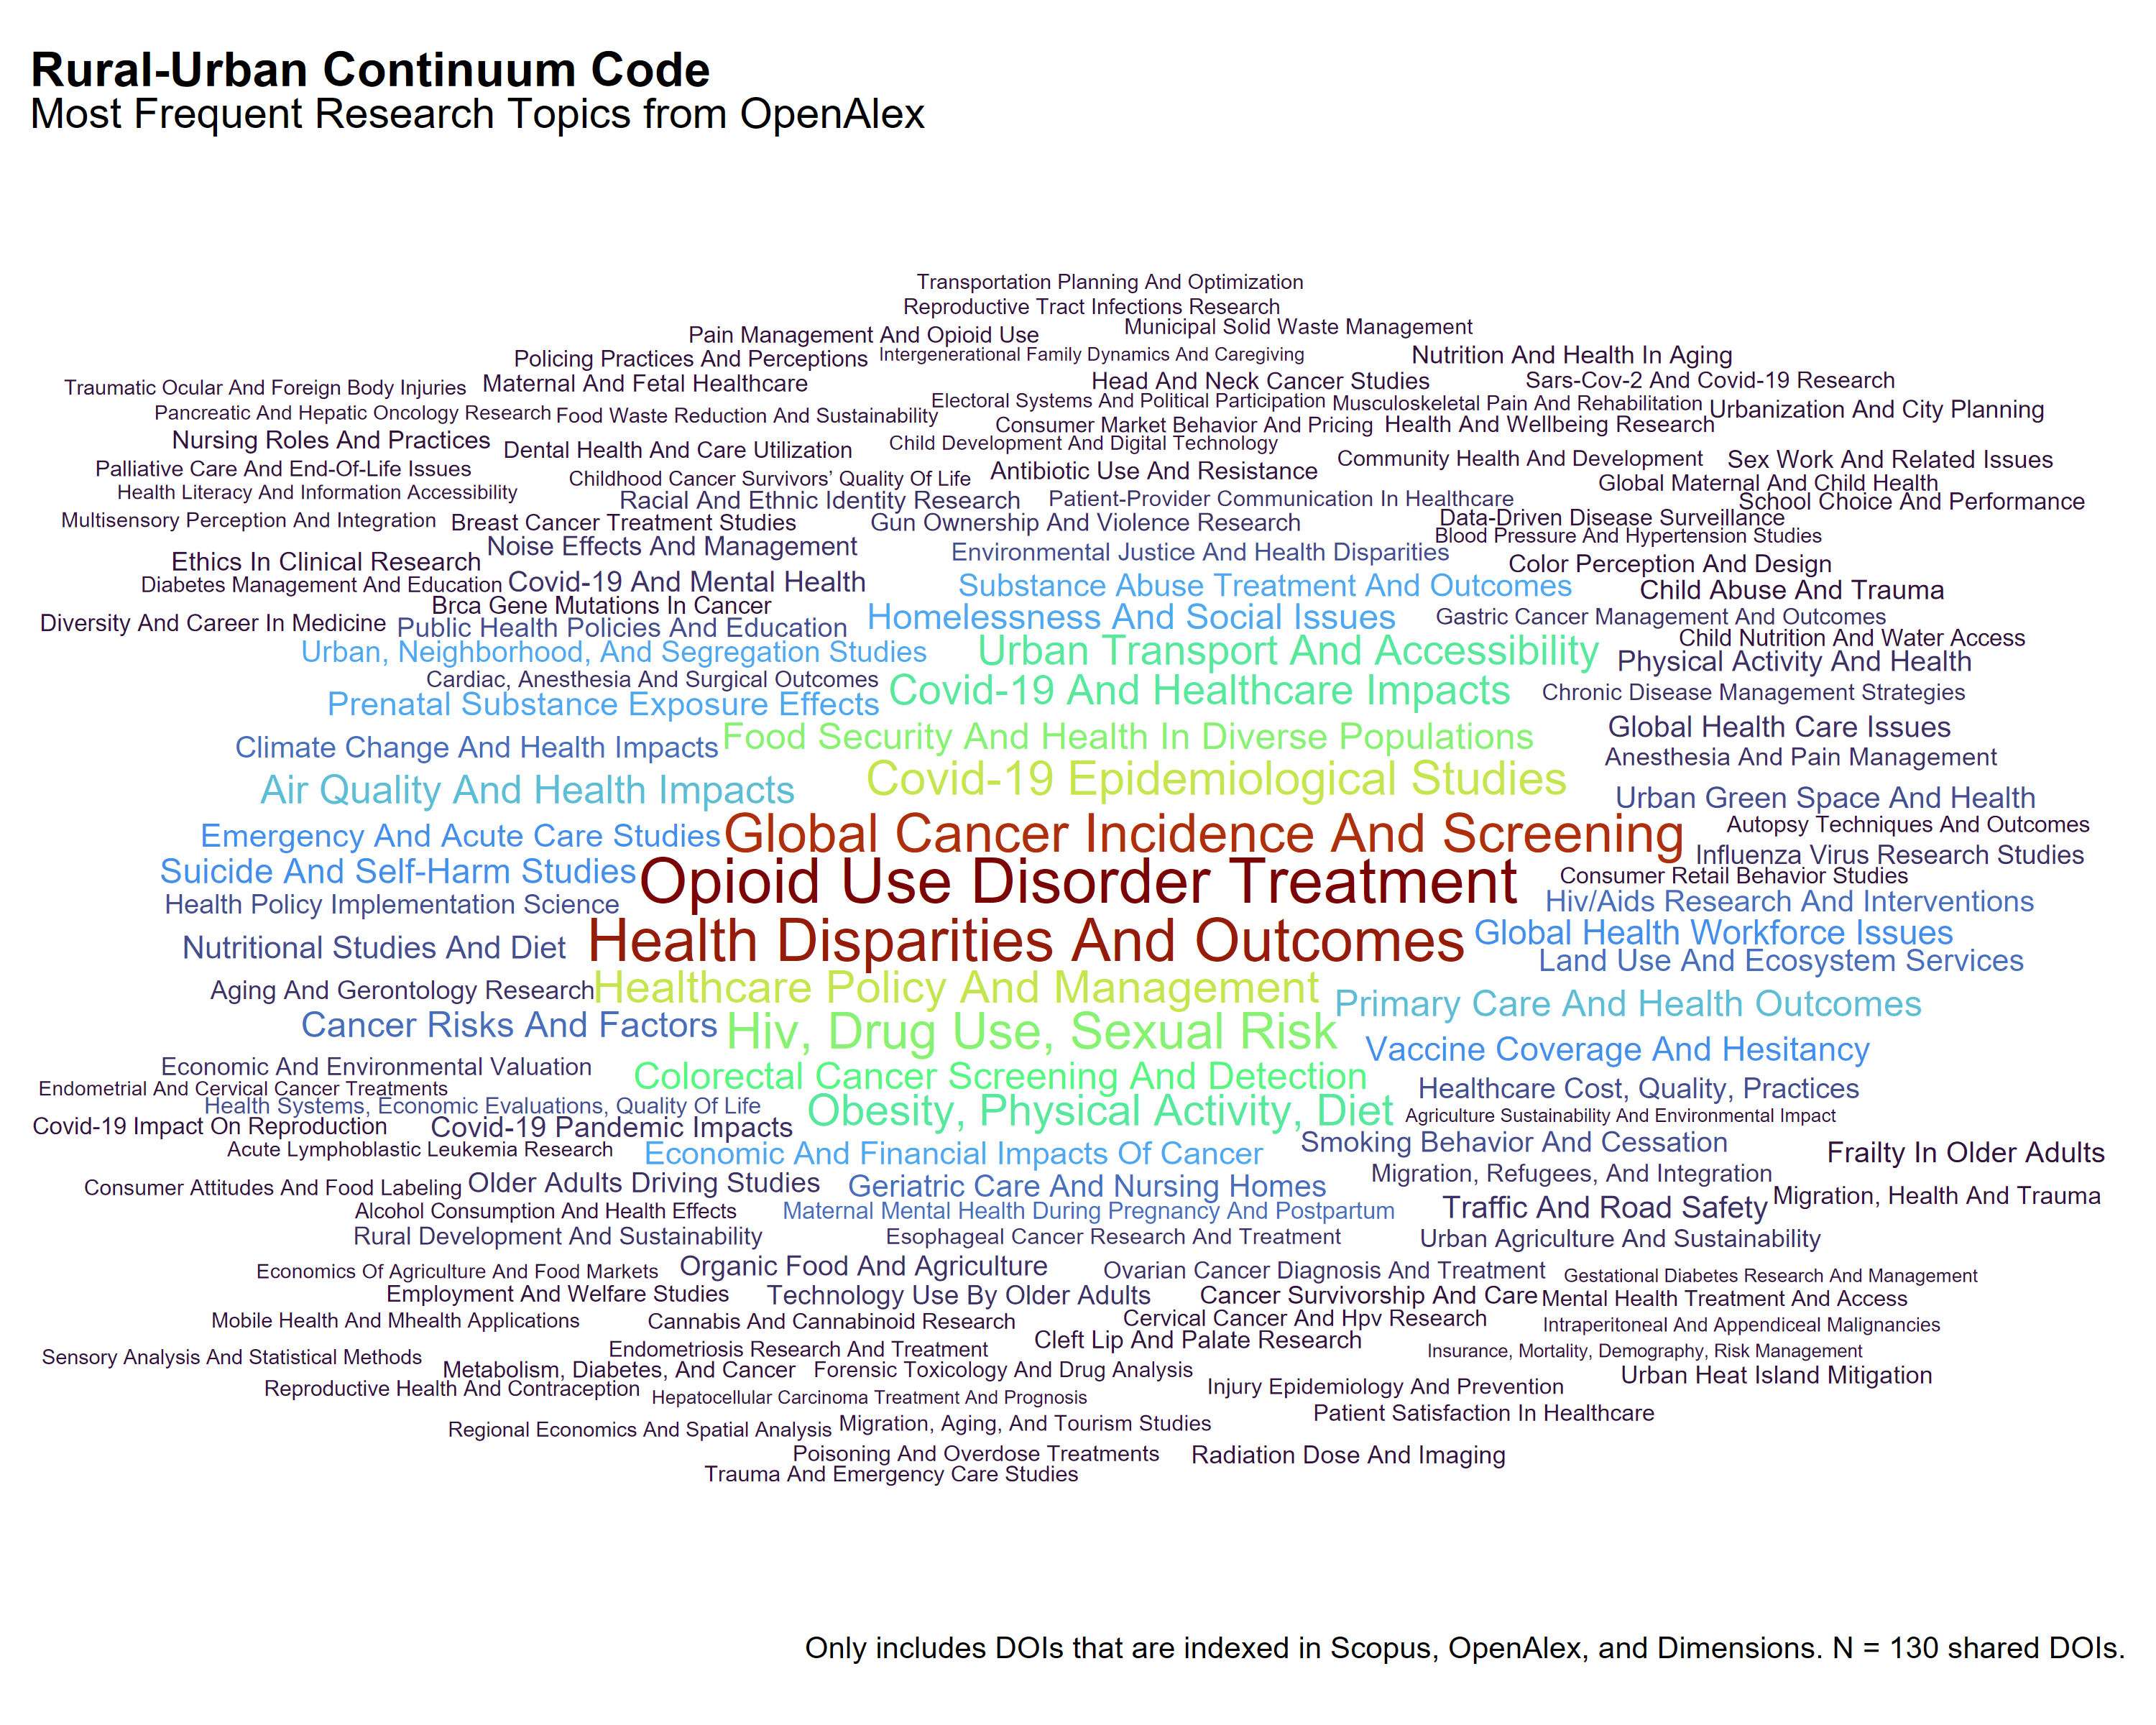 Rural-Urban Continuum Code
Most Frequent Research Topics from OpenAlex
Transportation Planning And Optimization
Reproductive Tract Infections Research
Municipal Solid Waste Management
Pain Management And Opioid Use
Intergenerational Family Dynamics And Caregiving
Nutrition And Health In Aging
Policing Practices And Perceptions
Sars-Cov-2 And Covid-19 Research
Head And Neck Cancer Studies
Maternal And Fetal Healthcare
Traumatic Ocular And Foreign Body Injuries
Electoral Systems And Political Participation
Musculoskeletal Pain And Rehabilitation
Urbanization And City Planning
Pancreatic And Hepatic Oncology Research
Food Waste Reduction And Sustainability
Consumer Market Behavior And Pricing
Health And Wellbeing Research
Nursing Roles And Practices
Child Development And Digital Technology
Dental Health And Care Utilization
Community Health And Development
Sex Work And Related Issues
Palliative Care And End-Of-Life Issues
Antibiotic Use And Resistance
Childhood Cancer Survivors’ Quality Of Life
Global Maternal And Child Health
Health Literacy And Information Accessibility
Racial And Ethnic Identity Research
Patient-Provider Communication In Healthcare
School Choice And Performance
Multisensory Perception And Integration
Breast Cancer Treatment Studies
Gun Ownership And Violence Research
Data-Driven Disease Surveillance
Blood Pressure And Hypertension Studies
Noise Effects And Management
Environmental Justice And Health Disparities
Ethics In Clinical Research
Color Perception And Design
Diabetes Management And Education
Covid-19 And Mental Health
Substance Abuse Treatment And Outcomes
Child Abuse And Trauma
Brca Gene Mutations In Cancer
Homelessness And Social Issues
Gastric Cancer Management And Outcomes
Diversity And Career In Medicine
Public Health Policies And Education
Child Nutrition And Water Access
Urban, Neighborhood, And Segregation Studies
Urban Transport And Accessibility
Physical Activity And Health
Cardiac, Anesthesia And Surgical Outcomes
Covid-19 And Healthcare Impacts
Chronic Disease Management Strategies
Prenatal Substance Exposure Effects
Global Health Care Issues
Climate Change And Health Impacts
Food Security And Health In Diverse Populations
Anesthesia And Pain Management
Covid-19 Epidemiological Studies
Air Quality And Health Impacts
Urban Green Space And Health
Autopsy Techniques And Outcomes
Emergency And Acute Care Studies
Global Cancer Incidence And Screening
Influenza Virus Research Studies
Suicide And Self-Harm Studies
Opioid Use Disorder Treatment
Consumer Retail Behavior Studies
Health Policy Implementation Science
Hiv/Aids Research And Interventions
Global Health Workforce Issues
Nutritional Studies And Diet
Health Disparities And Outcomes
Land Use And Ecosystem Services
Aging And Gerontology Research
Healthcare Policy And Management
Primary Care And Health Outcomes
Cancer Risks And Factors
Hiv, Drug Use, Sexual Risk
Vaccine Coverage And Hesitancy
Economic And Environmental Valuation
Colorectal Cancer Screening And Detection
Endometrial And Cervical Cancer Treatments
Healthcare Cost, Quality, Practices
Health Systems, Economic Evaluations, Quality Of Life
Obesity, Physical Activity, Diet
Agriculture Sustainability And Environmental Impact
Covid-19 Impact On Reproduction
Covid-19 Pandemic Impacts
Smoking Behavior And Cessation
Acute Lymphoblastic Leukemia Research
Economic And Financial Impacts Of Cancer
Frailty In Older Adults
Migration, Refugees, And Integration
Consumer Attitudes And Food Labeling
Older Adults Driving Studies
Geriatric Care And Nursing Homes
Migration, Health And Trauma
Alcohol Consumption And Health Effects
Maternal Mental Health During Pregnancy And Postpartum
Traffic And Road Safety
Rural Development And Sustainability
Esophageal Cancer Research And Treatment
Urban Agriculture And Sustainability
Economics Of Agriculture And Food Markets
Organic Food And Agriculture
Ovarian Cancer Diagnosis And Treatment
Gestational Diabetes Research And Management
Employment And Welfare Studies
Technology Use By Older Adults
Cancer Survivorship And Care
Mental Health Treatment And Access
Mobile Health And Mhealth Applications
Cannabis And Cannabinoid Research
Cervical Cancer And Hpv Research
Intraperitoneal And Appendiceal Malignancies
Endometriosis Research And Treatment
Cleft Lip And Palate Research
Insurance, Mortality, Demography, Risk Management
Sensory Analysis And Statistical Methods
Metabolism, Diabetes, And Cancer
Forensic Toxicology And Drug Analysis
Urban Heat Island Mitigation
Reproductive Health And Contraception
Hepatocellular Carcinoma Treatment And Prognosis
Injury Epidemiology And Prevention
Patient Satisfaction In Healthcare
Regional Economics And Spatial Analysis
Migration, Aging, And Tourism Studies
Poisoning And Overdose Treatments
Radiation Dose And Imaging
Trauma And Emergency Care Studies
Only includes DOIs that are indexed in Scopus, OpenAlex, and Dimensions. N = 130 shared DOIs.